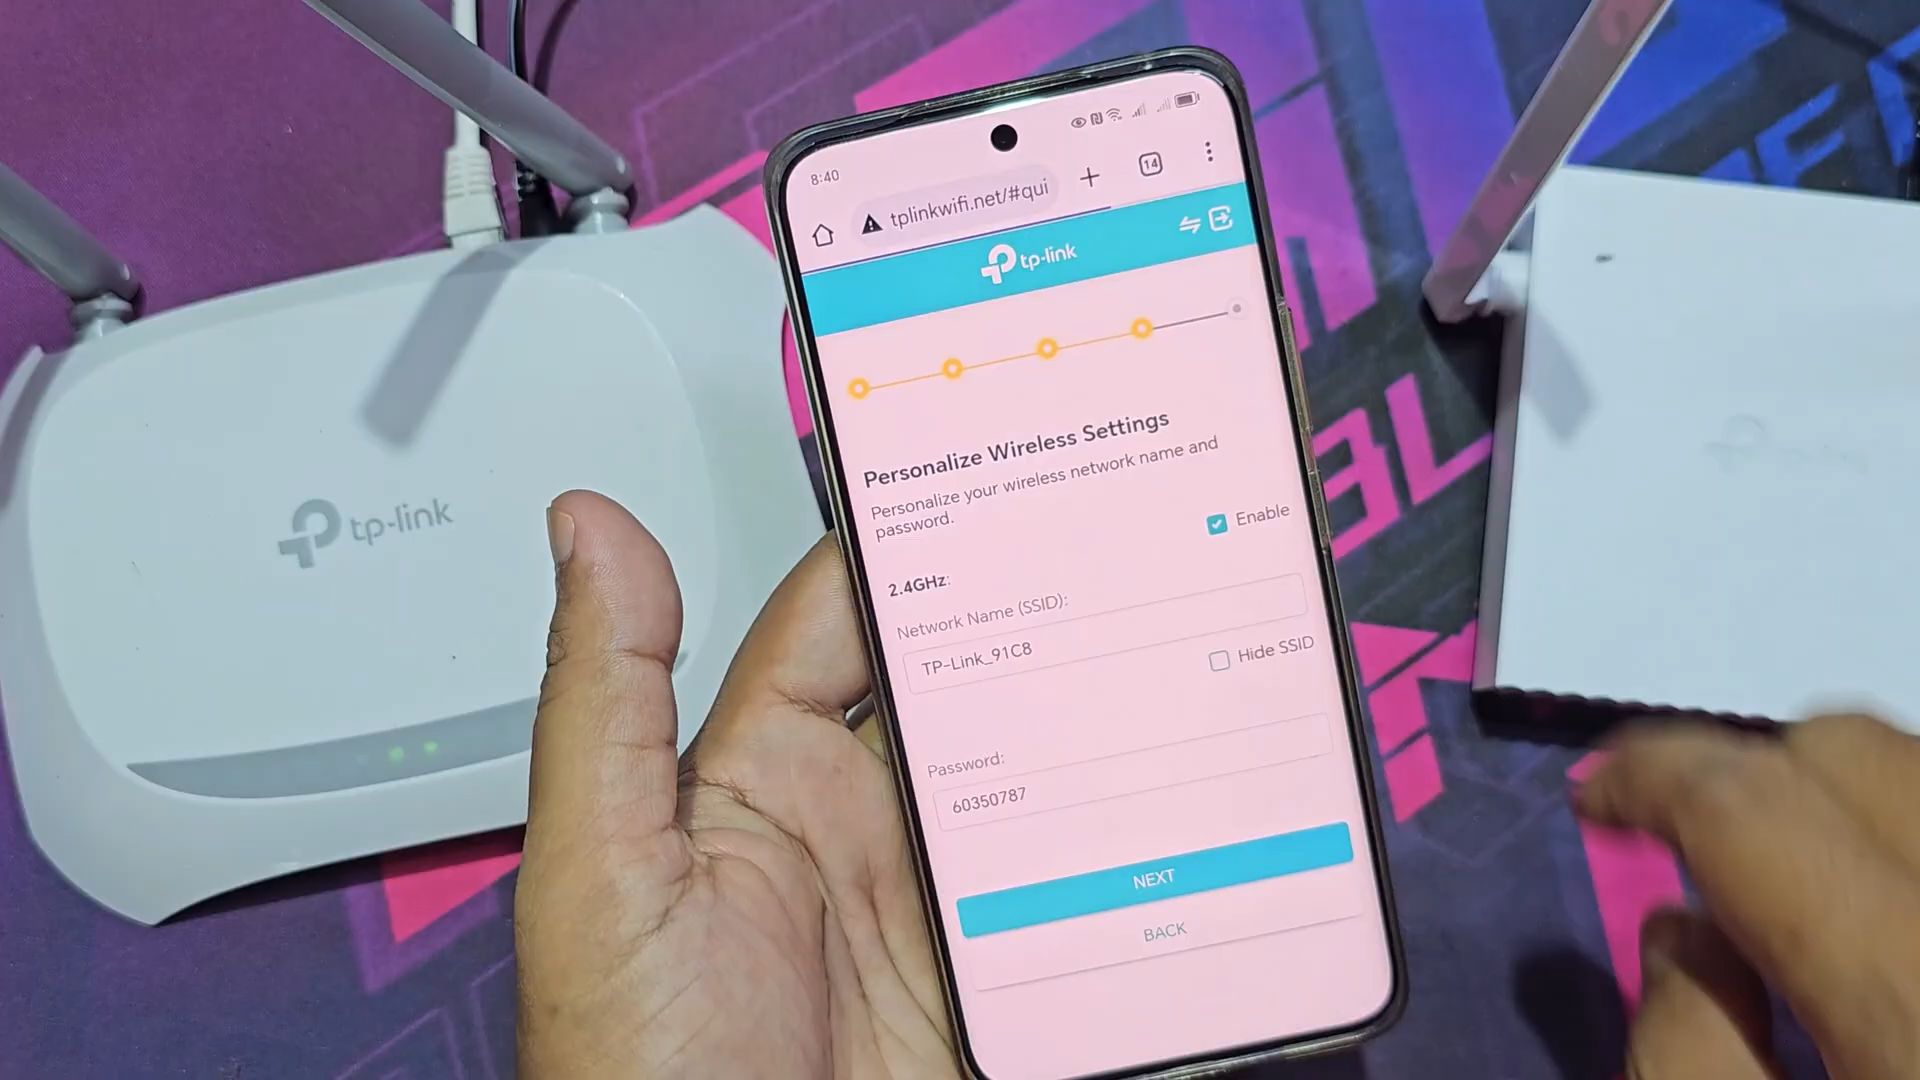 8:40
14
tplinkwifi.net/#qui
tp-link
Personalize Wireless Settings
Personalize your wireless network name and
password.
Enable
2.4GHz:
Network Name (SSID):
TP-Link_91C8
Hide SSID
Password:
60350787
NEXT
BACK
tp-link